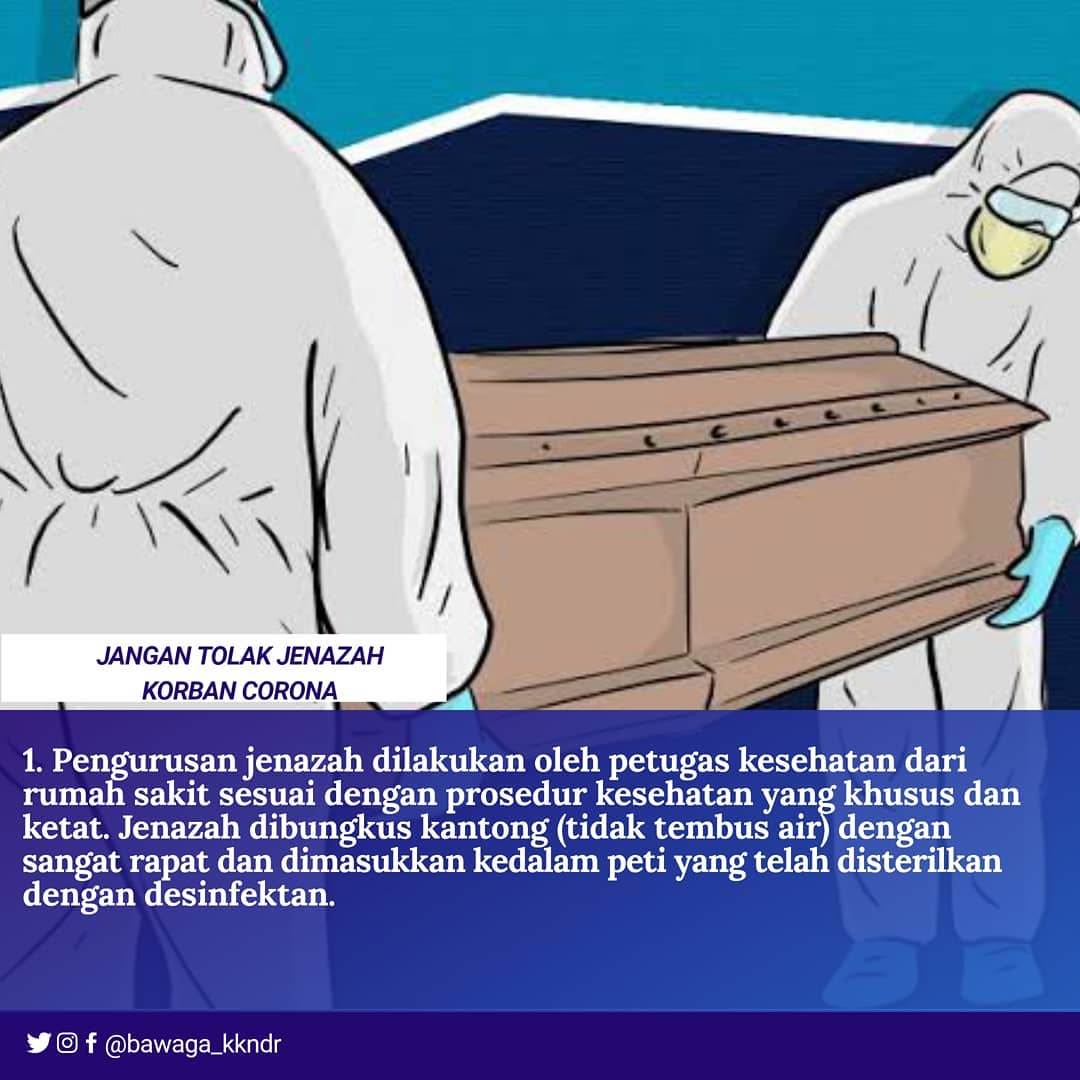 JANGAN TOLAK JENAZAH
KORBAN CORONA
1. Pengurusan jenazah dilakukan oleh petugas kesehatan dari
rumah sakit sesuai dengan prosedur kesehatan yang khusus dan
ketat. Jenazah dibungkus kantong (tidak tembus air) dengan
sangat rapat dan dimasukkan kedalam peti yang telah disterilkan
dengan desinfektan.
@bawaga_kkndr